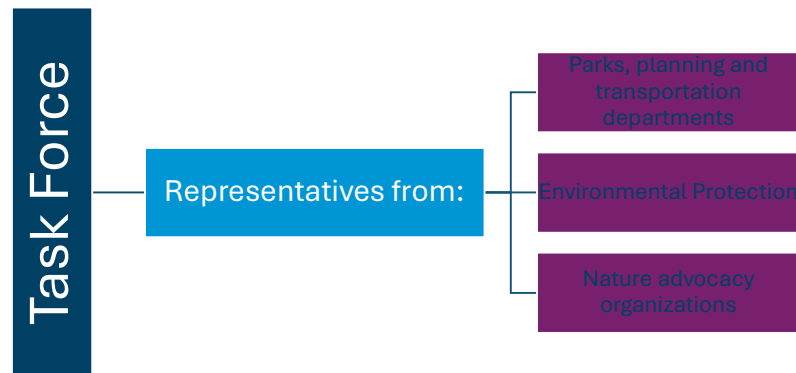 Task Force
Representatives from:
Parks, planning and
transportation
departments
Environmental Protection
Nature advocacy
organizations